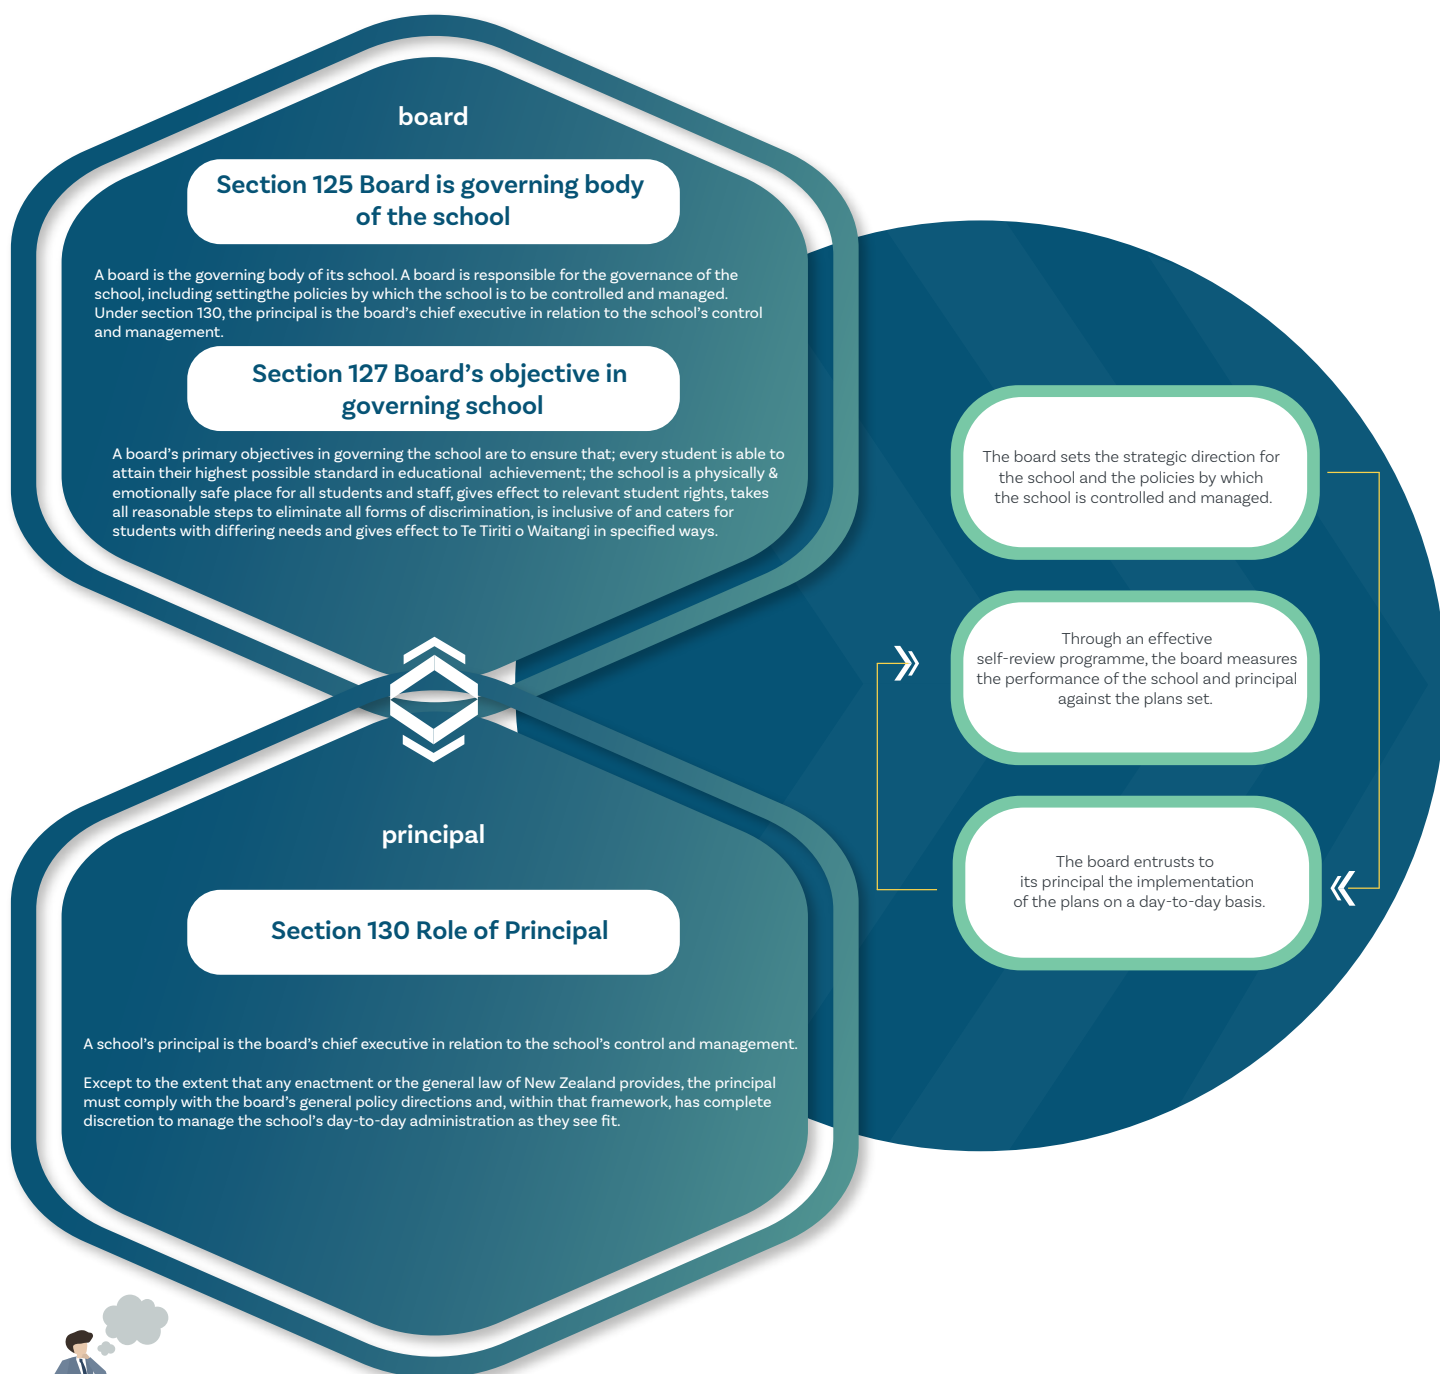 board
Section 125 Board is governing body
of the school
A board is the governing body of its school. A board is responsible for the governance of the
school, including settingthe policies by which the school is to be controlled and managed.
Under section 130, the principal is the board’s chief executive in relation to the school’s control
and management.
Section 127 Board’s objective in
governing school
A board’s primary objectives in governing the school are to ensure that; every student is able to
attain their highest possible standard in educational  achievement; the school is a physically &
emotionally safe place for all students and staff, gives effect to relevant student rights, takes
all reasonable steps to eliminate all forms of discrimination, is inclusive of and caters for
students with differing needs and gives effect to Te Tiriti o Waitangi in specified ways.
principal
Section 130 Role of Principal
A school’s principal is the board’s chief executive in relation to the school’s control and management.
Except to the extent that any enactment or the general law of New Zealand provides, the principal
must comply with the board’s general policy directions and, within that framework, has complete
discretion to manage the school’s day-to-day administration as they see fit.
The board sets the strategic direction for
the school and the policies by which
the school is controlled and managed.
Through an effective
self-review programme, the board measures
the performance of the school and principal
against the plans set.
The board entrusts to
its principal the implementation
of the plans on a day-to-day basis.